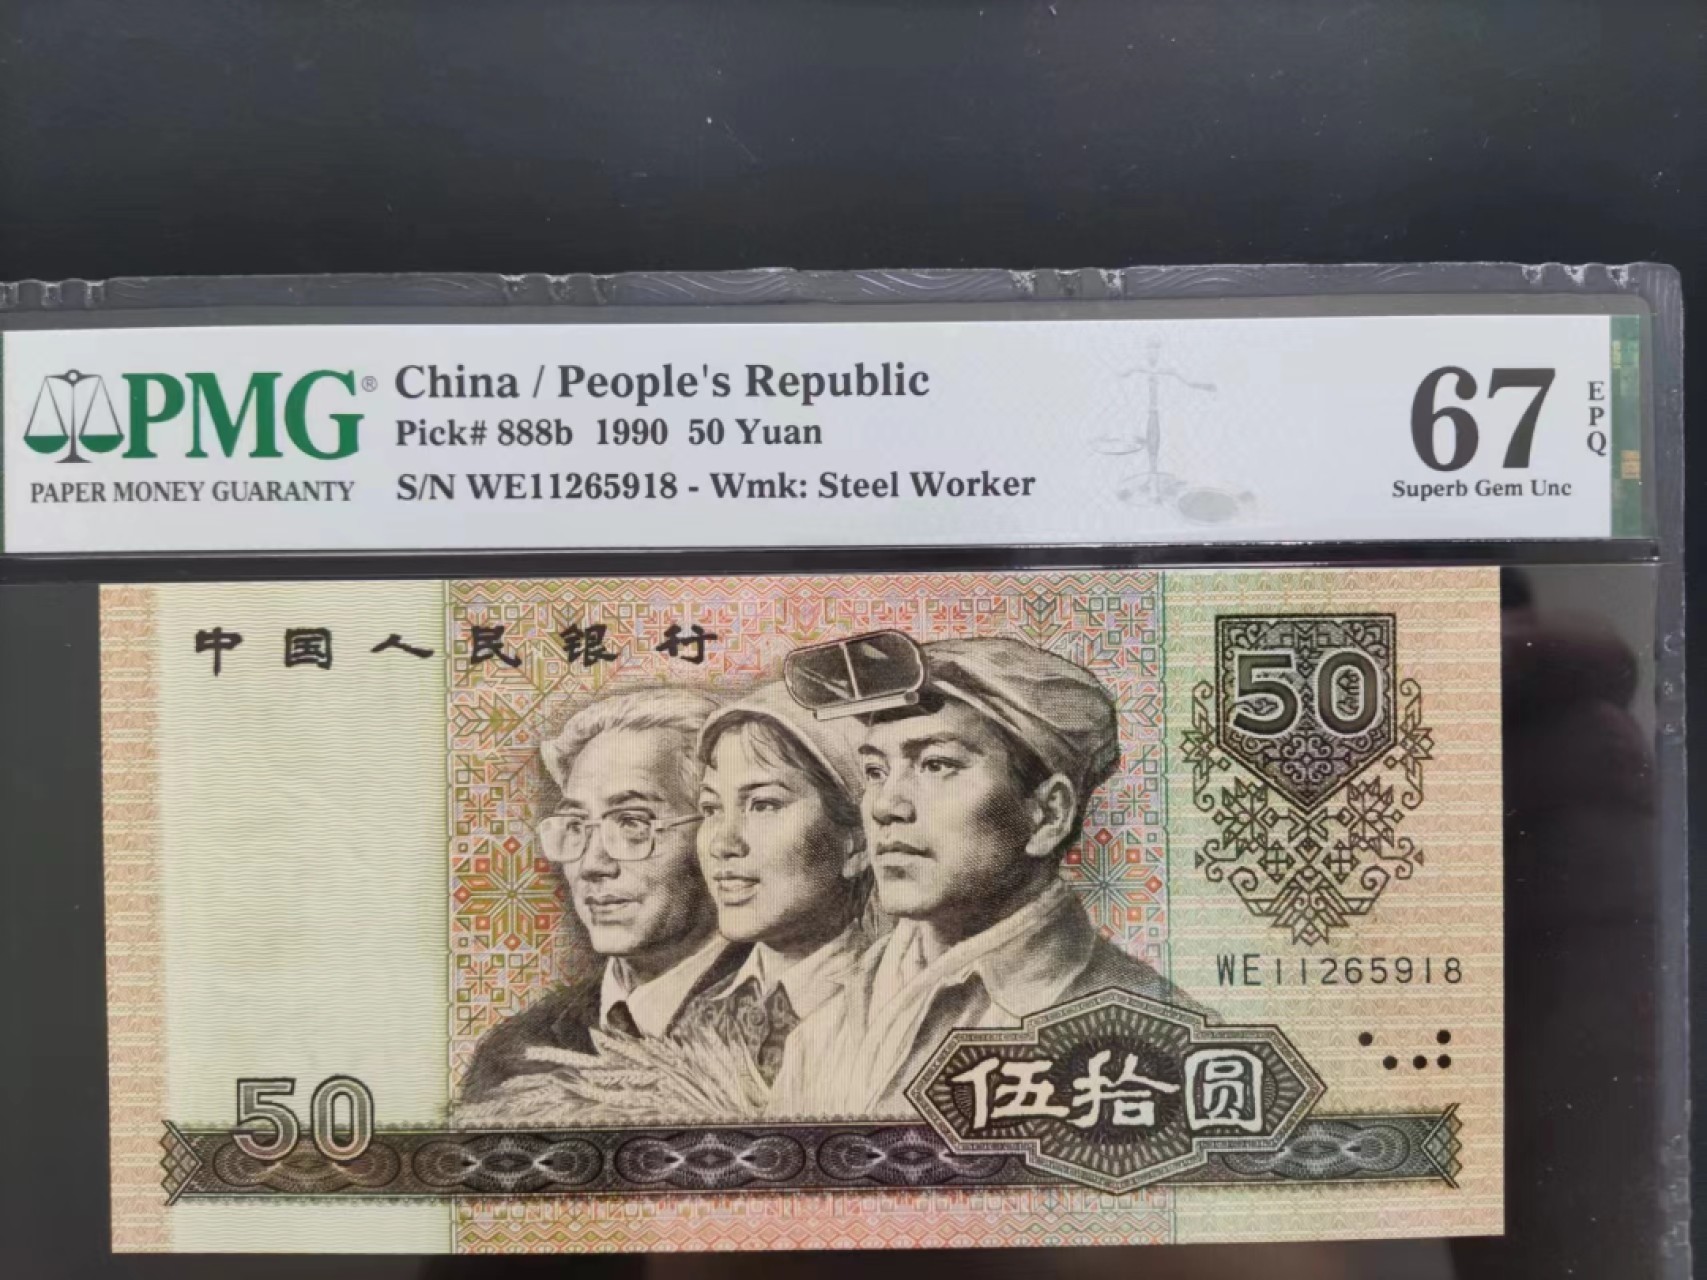 PMG®
PAPER MONEY GUARANTY
China / People's Republic
Pick# 888b 1990 50 Yuan
S/N WE11265918 - Wmk: Steel Worker
67
EPQ
Superb Gem Unc
中国人民银行
50
WE11265918
伍拾圆
50